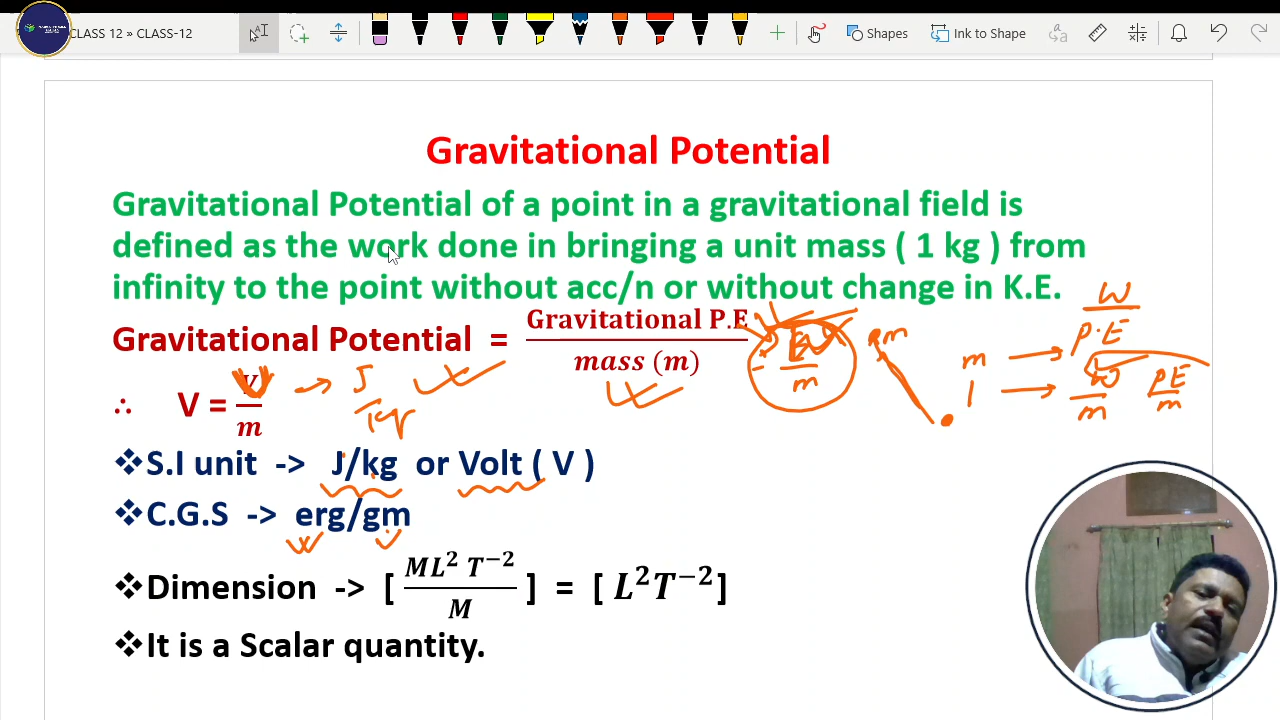 CLASS 12 » CLASS-12
Shapes
Ink to Shape
Gravitational Potential
Gravitational Potential of a point in a gravitational field is
defined as the work done in bringing a unit mass ( 1 kg ) from
infinity to the point without acc/n or without change in K.E.
W
Gravitational Potential = Gravitational P.E / mass (m) = W/m
m → P.E
∴ V = V/m → J/kg
1 → W/m PE/m
❖S.I unit -> J/kg or Volt ( V )
❖C.G.S -> erg/gm
❖Dimension -> [ ML² T⁻² / M ] = [ L²T⁻²]
❖It is a Scalar quantity.